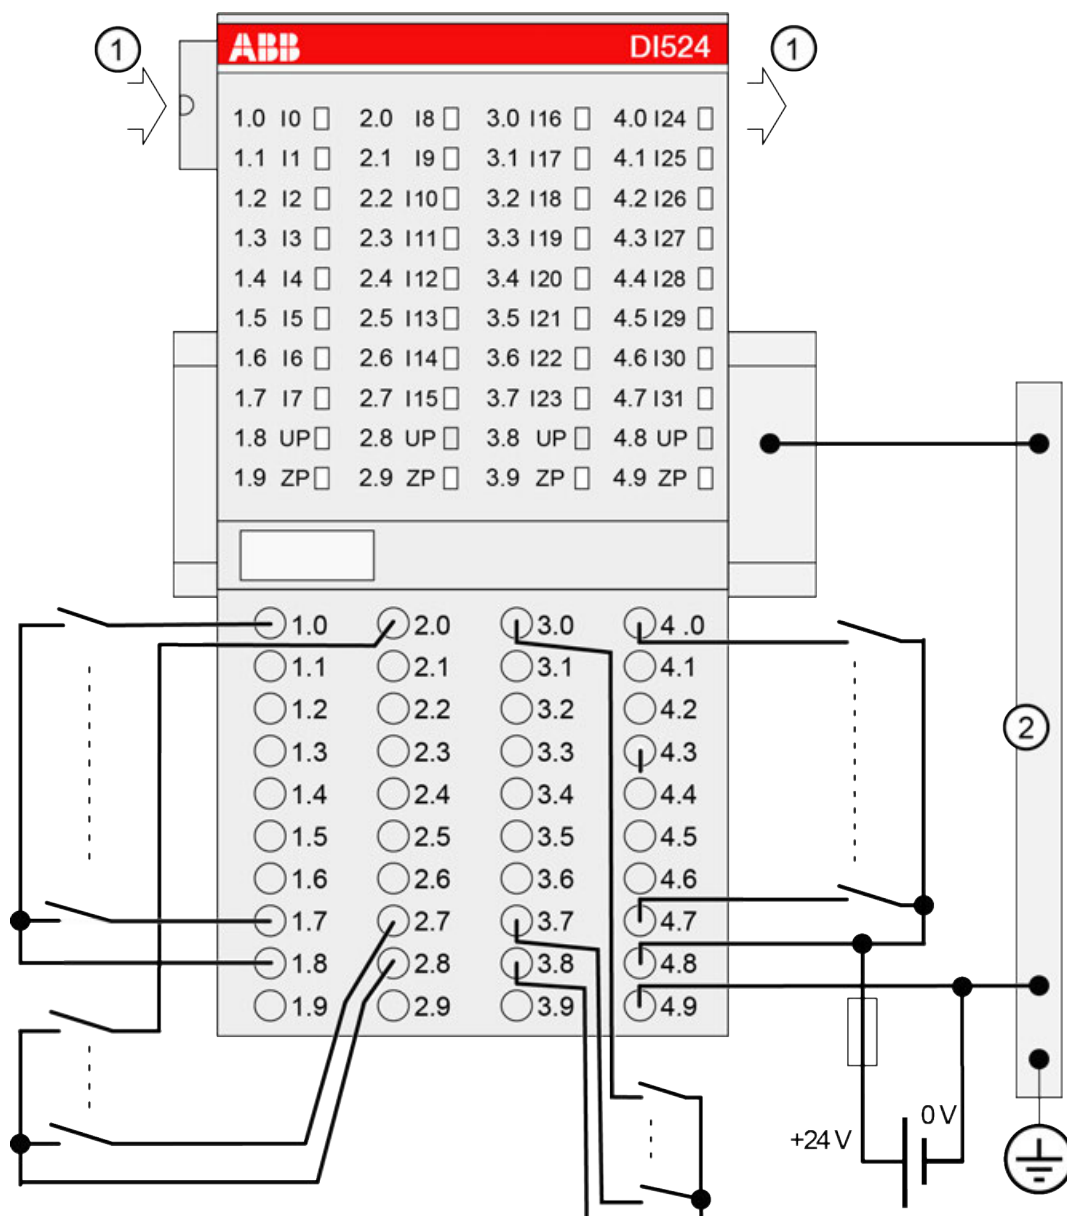 1 ABB DI524 1
1.0 I0 2.0 I8 3.0 I16 4.0 I24
1.1 I1 2.1 I9 3.1 I17 4.1 I25
1.2 I2 2.2 I10 3.2 I18 4.2 I26
1.3 I3 2.3 I11 3.3 I19 4.3 I27
1.4 I4 2.4 I12 3.4 I20 4.4 I28
1.5 I5 2.5 I13 3.5 I21 4.5 I29
1.6 I6 2.6 I14 3.6 I22 4.6 I30
1.7 I7 2.7 I15 3.7 I23 4.7 I31
1.8 UP 2.8 UP 3.8 UP 4.8 UP
1.9 ZP 2.9 ZP 3.9 ZP 4.9 ZP
1.0 2.0 3.0 4 .0
1.1 2.1 3.1 4.1
1.2 2.2 3.2 4.2
2
1.3 2.3 3.3 4.3
1.4 2.4 3.4 4.4
1.5 2.5 3.5 4.5
1.6 2.6 3.6 4.6
1.7 2.7 3.7 4.7
1.8 2.8 3.8 4.8
1.9 2.9 3.9 4.9
0 V
+24 V